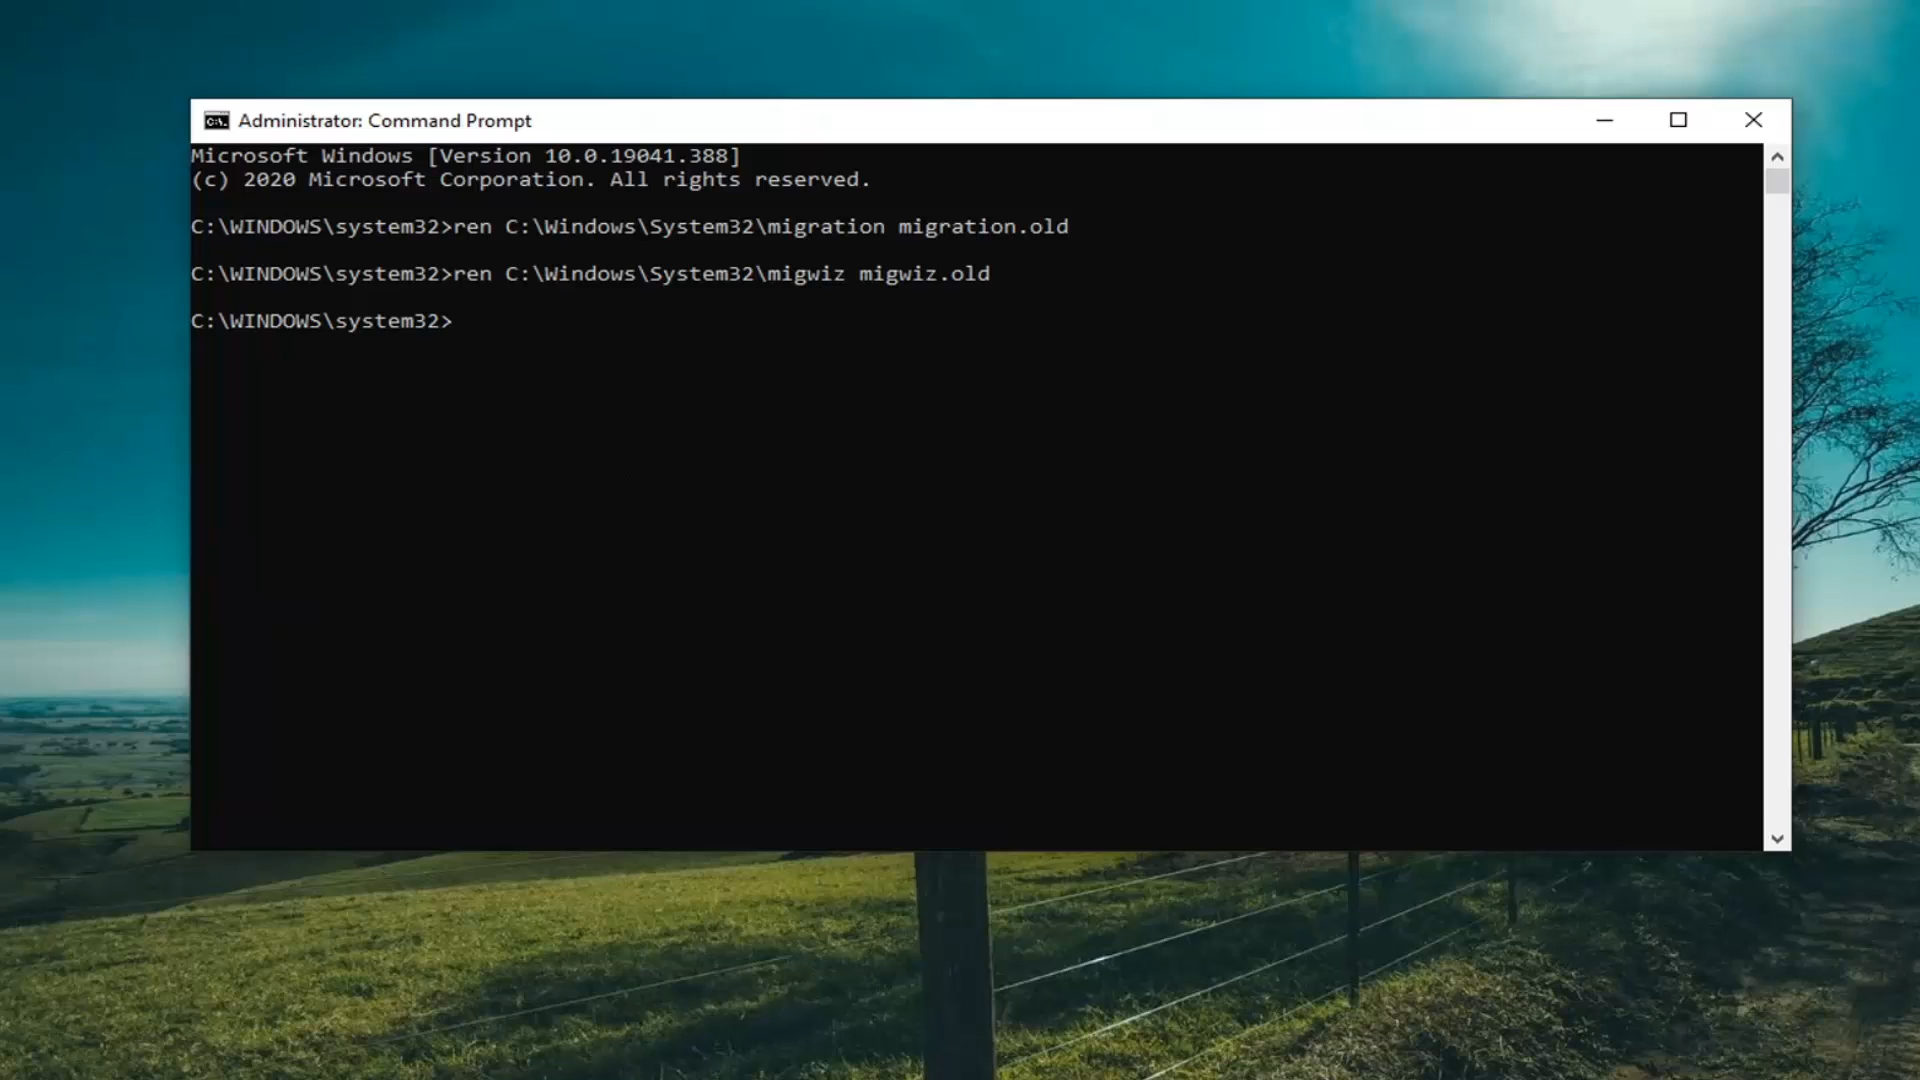 Administrator: Command Prompt
Microsoft Windows [Version 10.0.19041.388]
(c) 2020 Microsoft Corporation. All rights reserved.
C:\WINDOWS\system32>ren C:\Windows\System32\migration migration.old
C:\WINDOWS\system32>ren C:\Windows\System32\migwiz migwiz.old
C:\WINDOWS\system32>